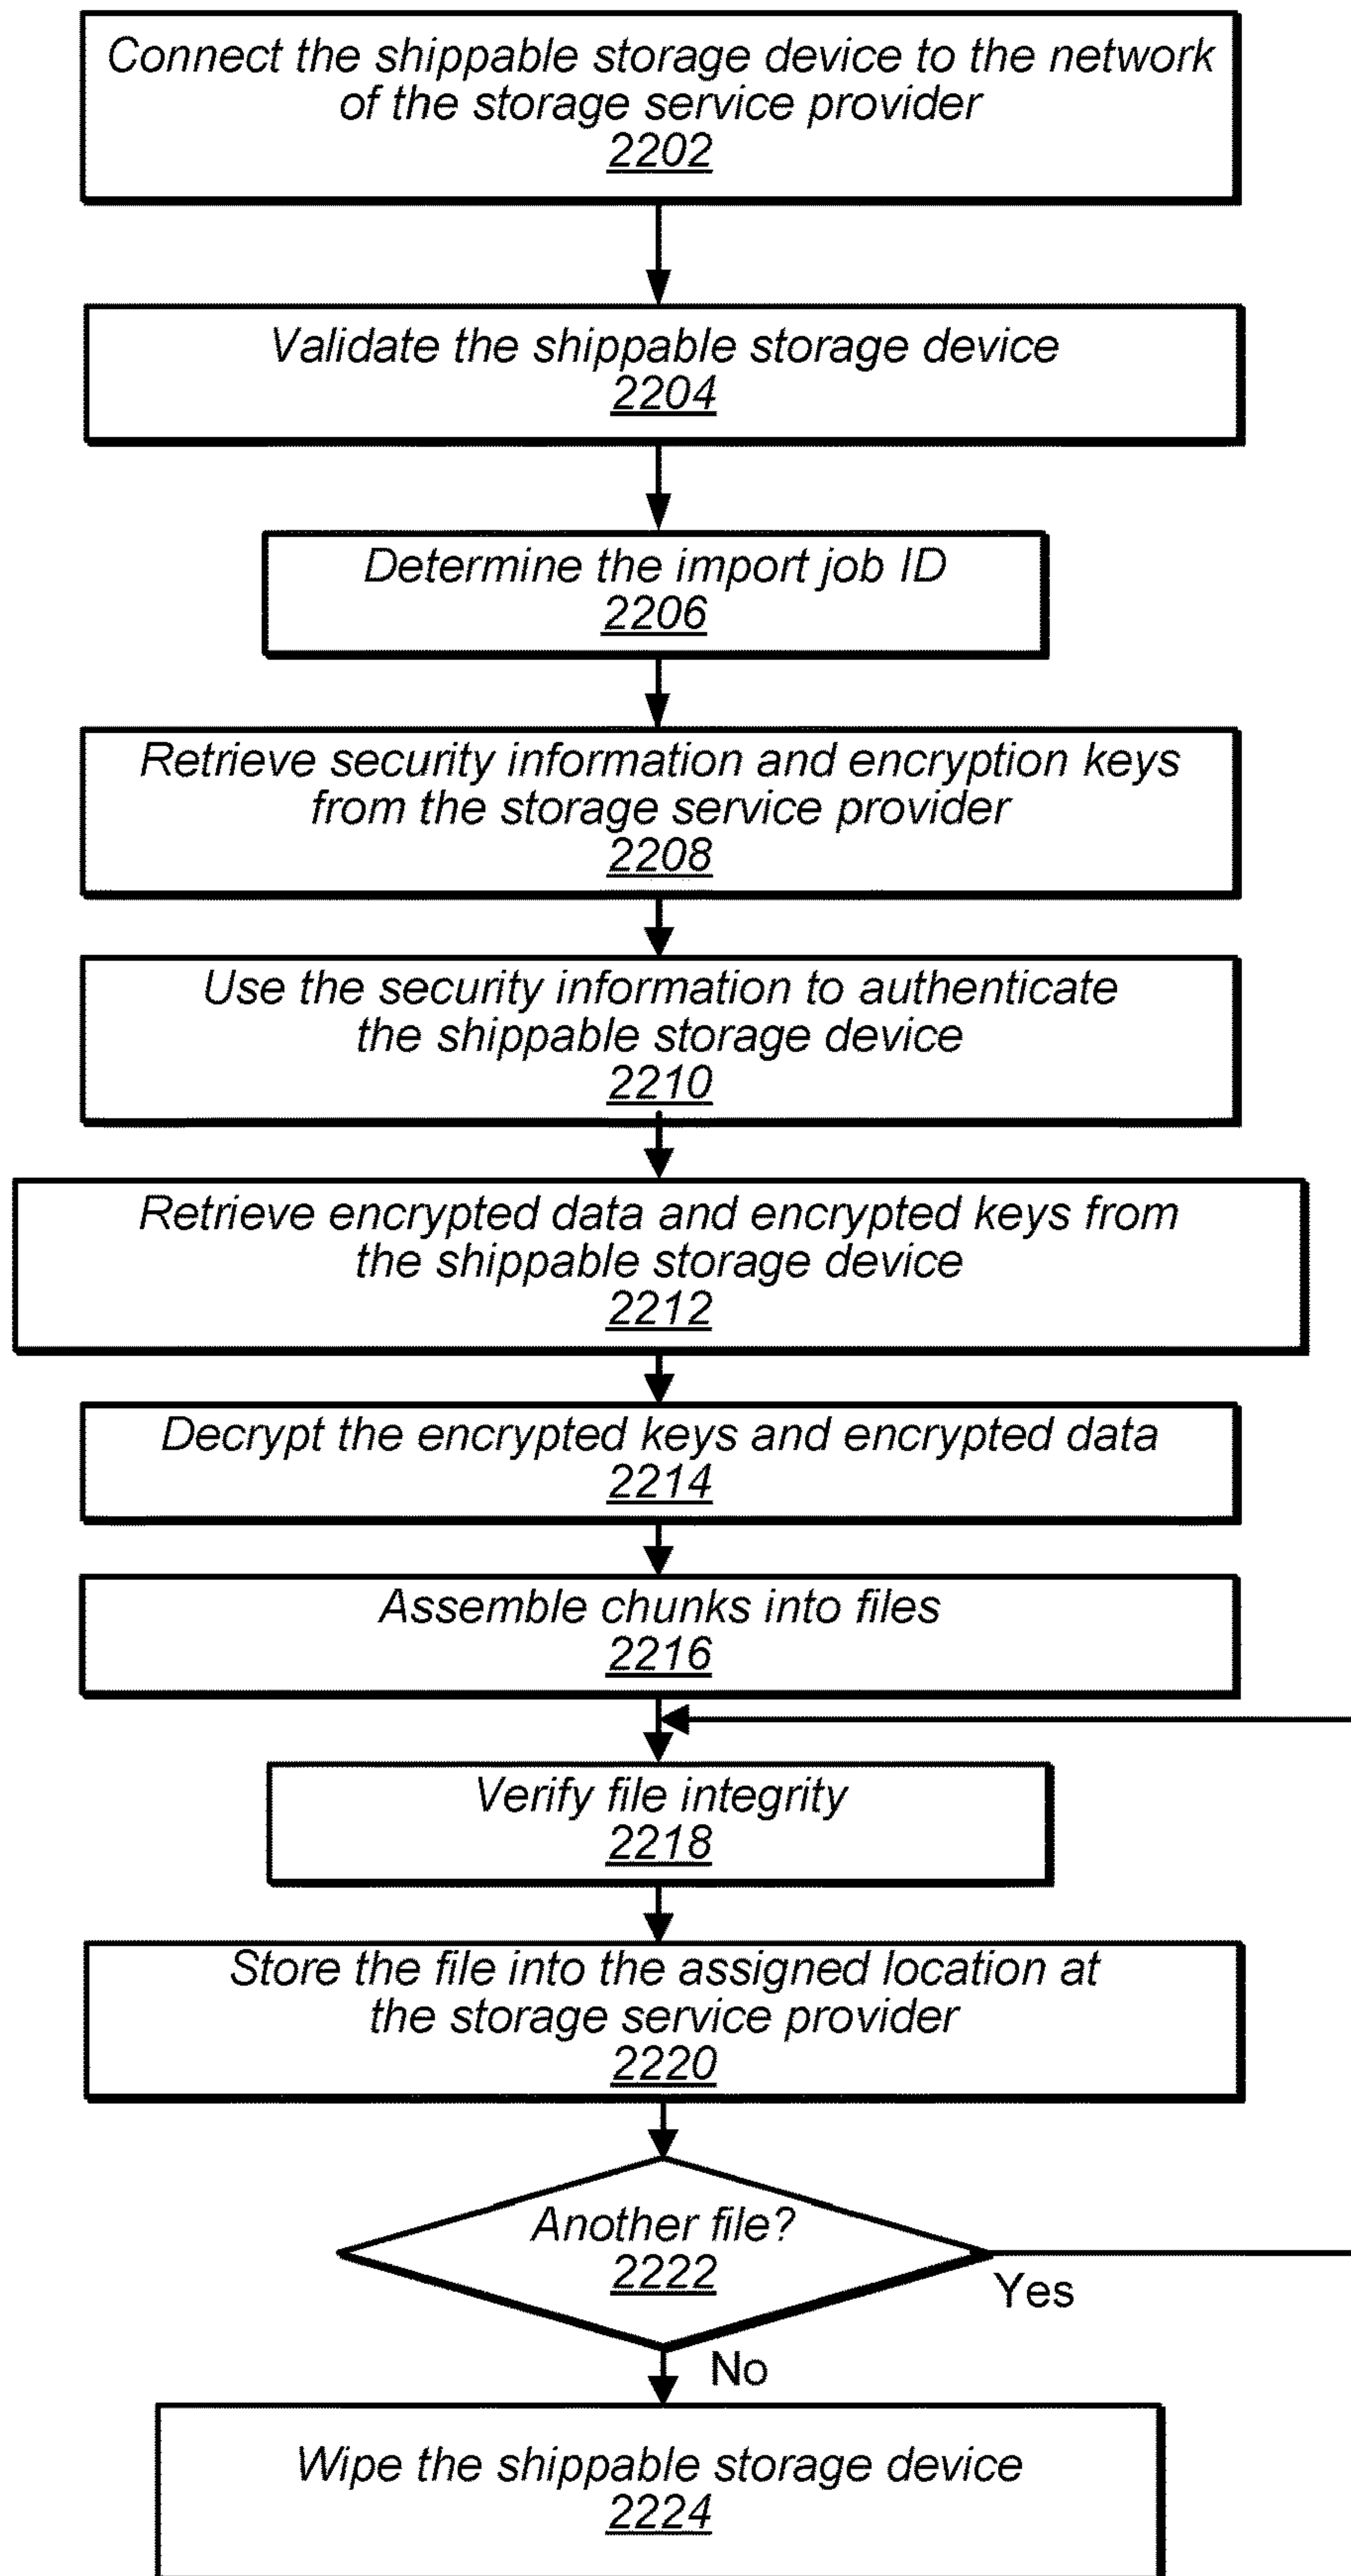 Connect the shippable storage device to the network
of the storage service provider
2202
Validate the shippable storage device
2204
Determine the import job ID
2206
Retrieve security information and encryption keys
from the storage service provider
2208
Use the security information to authenticate
the shippable storage device
2210
Retrieve encrypted data and encrypted keys from
the shippable storage device
2212
Decrypt the encrypted keys and encrypted data
2214
Assemble chunks into files
2216
Verify file integrity
2218
Store the file into the assigned location at
the storage service provider
2220
Another file?
2222
Yes
No
Wipe the shippable storage device
2224